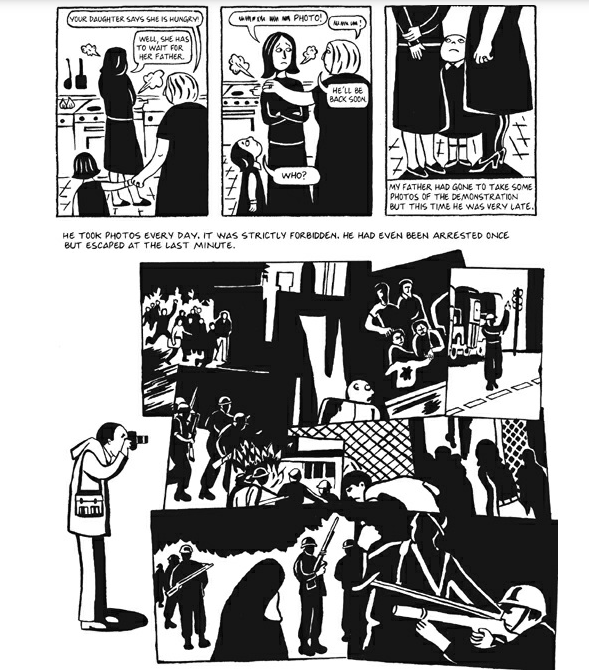 YOUR DAUGHTER SAYS SHE IS HUNGRY!
WELL, SHE HAS
TO WAIT FOR
HER FATHER.
PHOTO!
HE'LL BE
BACK SOON.
WHO?
MY FATHER HAD GONE TO TAKE SOME
PHOTOS OF THE DEMONSTRATION
BUT THIS TIME HE WAS VERY LATE.
HE TOOK PHOTOS EVERY DAY. IT WAS STRICTLY FORBIDDEN. HE HAD EVEN BEEN ARRESTED ONCE
BUT ESCAPED AT THE LAST MINUTE.